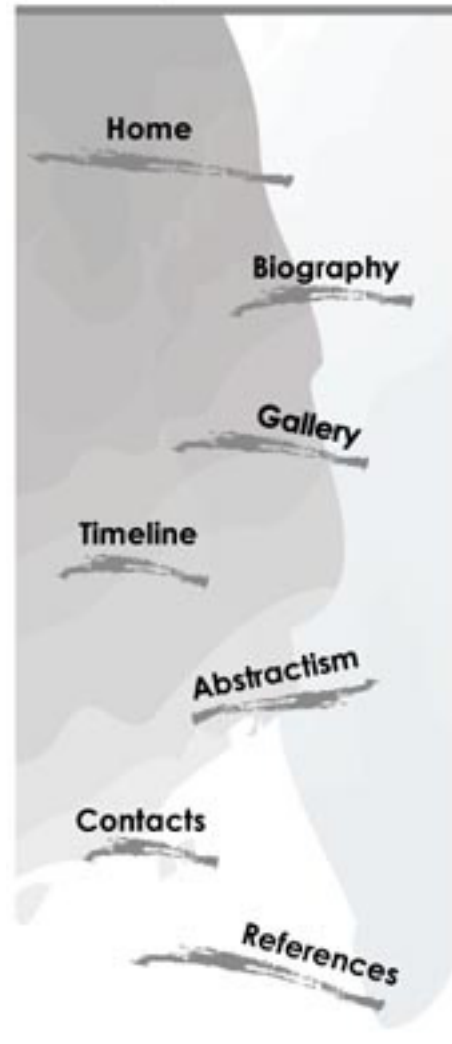 Home
Biography
Gallery
Timeline
Abstractism
Contacts
References